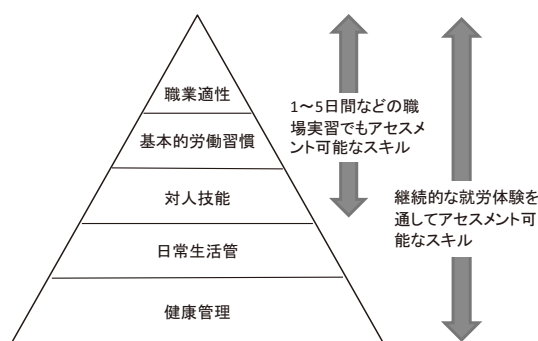 職業適性
基本的労働習慣
対人技能
日常生活管
健康管理
1～5日間などの職
場実習でもアセスメ
ント可能なスキル
継続的な就労体験を
通してアセスメント可
能なスキル